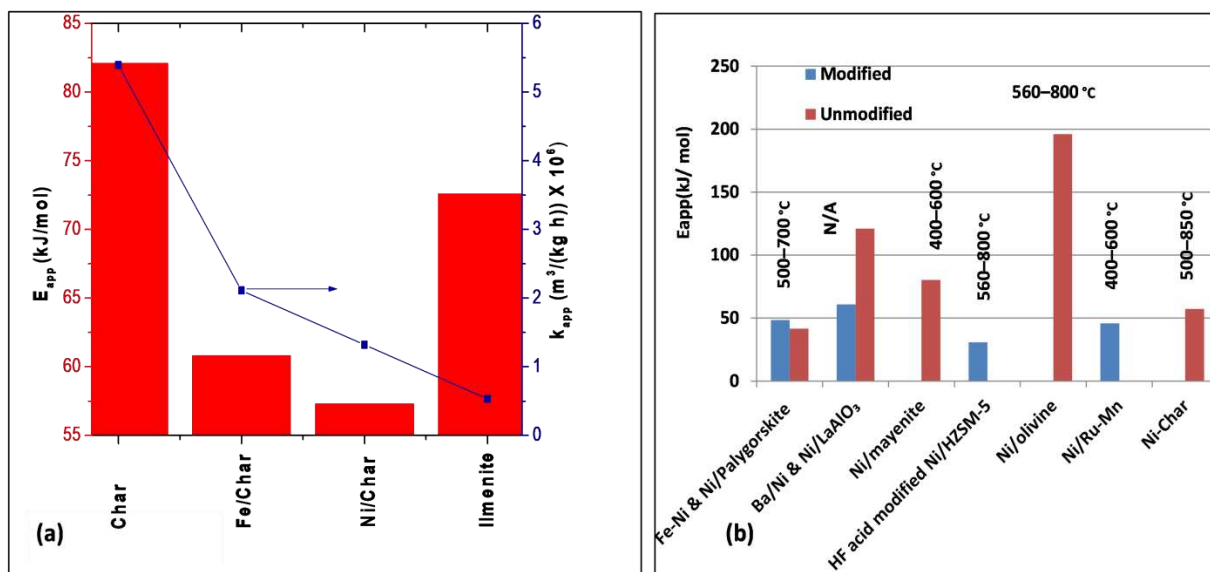 85
80
75
70
65
60
55
E_app (kJ/mol)
6
5
4
3
2
1
0
k_app (m³/(kg h)) X 10⁶
Char
Fe/Char
Ni/Char
Ilmenite
(a)
Modified
Unmodified
250
200
150
100
50
0
Eapp(kJ/ mol)
500–700 °C
N/A
400–600 °C
560–800 °C
560–800 °C
400–600 °C
500–850 °C
Fe-Ni & Ni/Palygorskite
Ba/Ni & Ni/LaAlO₃
Ni/mayenite
HF acid modified Ni/HZSM-5
Ni/olivine
Ni/Ru-Mn
Ni-Char
(b)